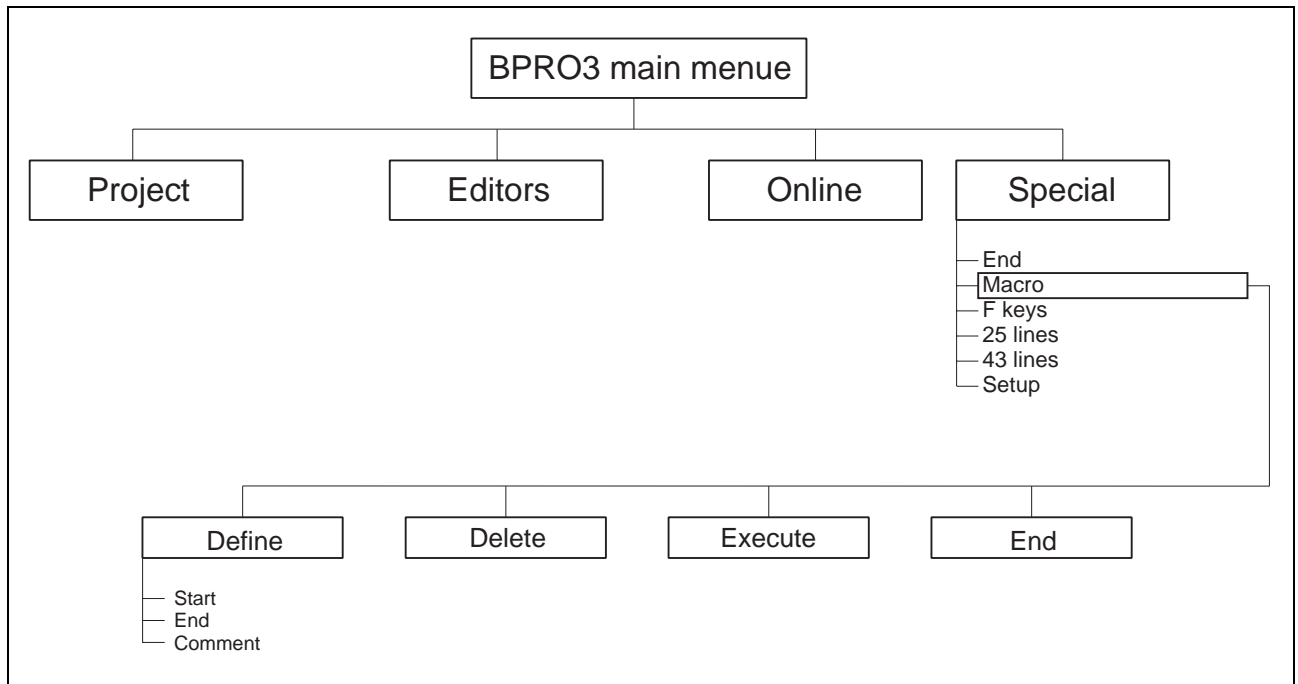 BPRO3 main menue
Project
Editors
Online
Special
End
Macro
F keys
25 lines
43 lines
Setup
Define
Delete
Execute
End
Start
End
Comment